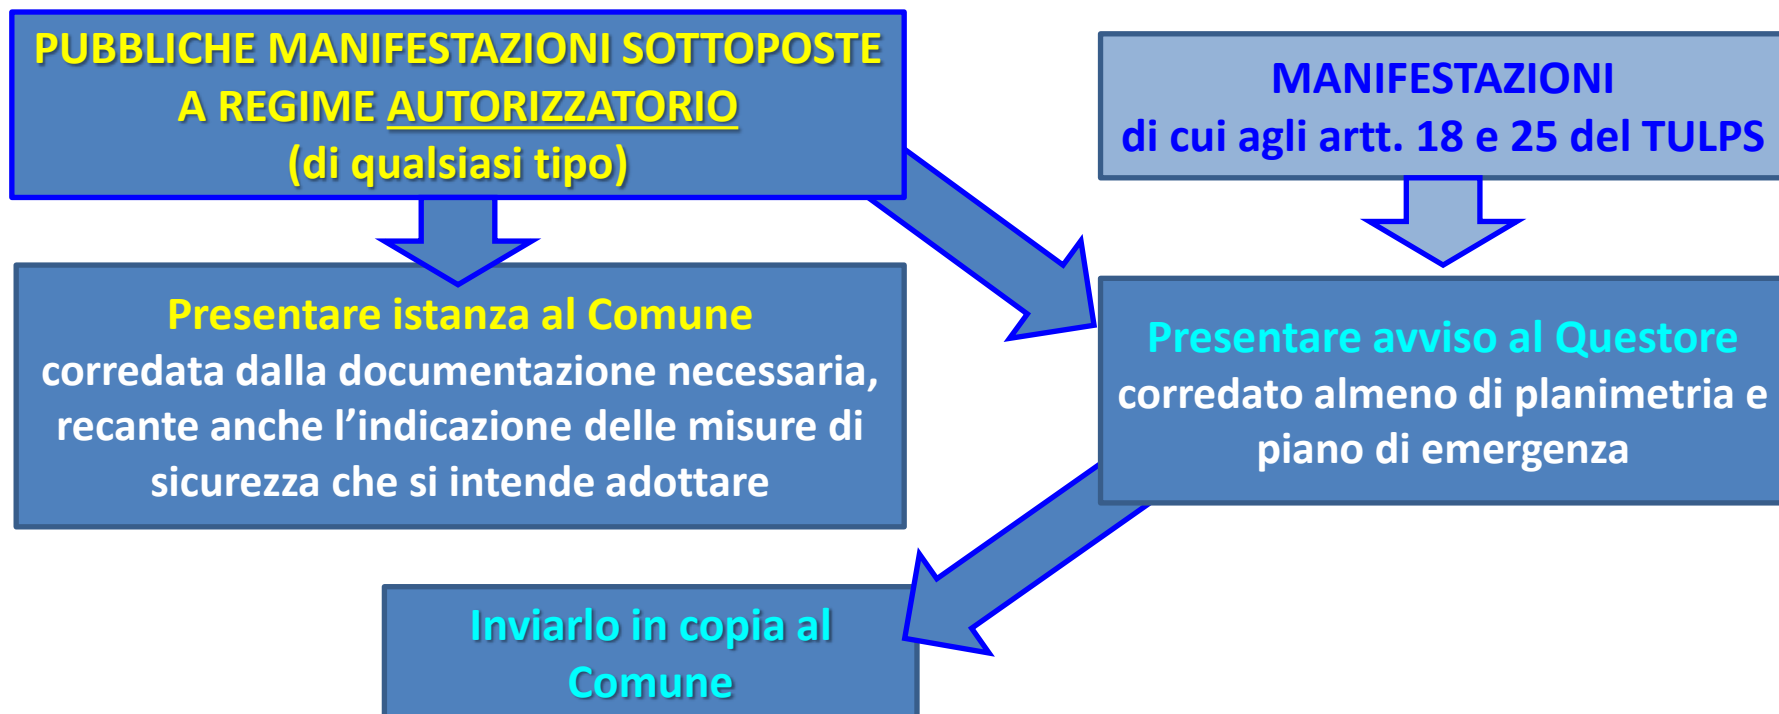 PUBBLICHE MANIFESTAZIONI SOTTOPOSTE
A REGIME AUTORIZZATORIO
(di qualsiasi tipo)
MANIFESTAZIONI
di cui agli artt. 18 e 25 del TULPS
Presentare istanza al Comune
corredata dalla documentazione necessaria,
recante anche l’indicazione delle misure di
sicurezza che si intende adottare
Presentare avviso al Questore
corredato almeno di planimetria e
piano di emergenza
Inviarlo in copia al
Comune